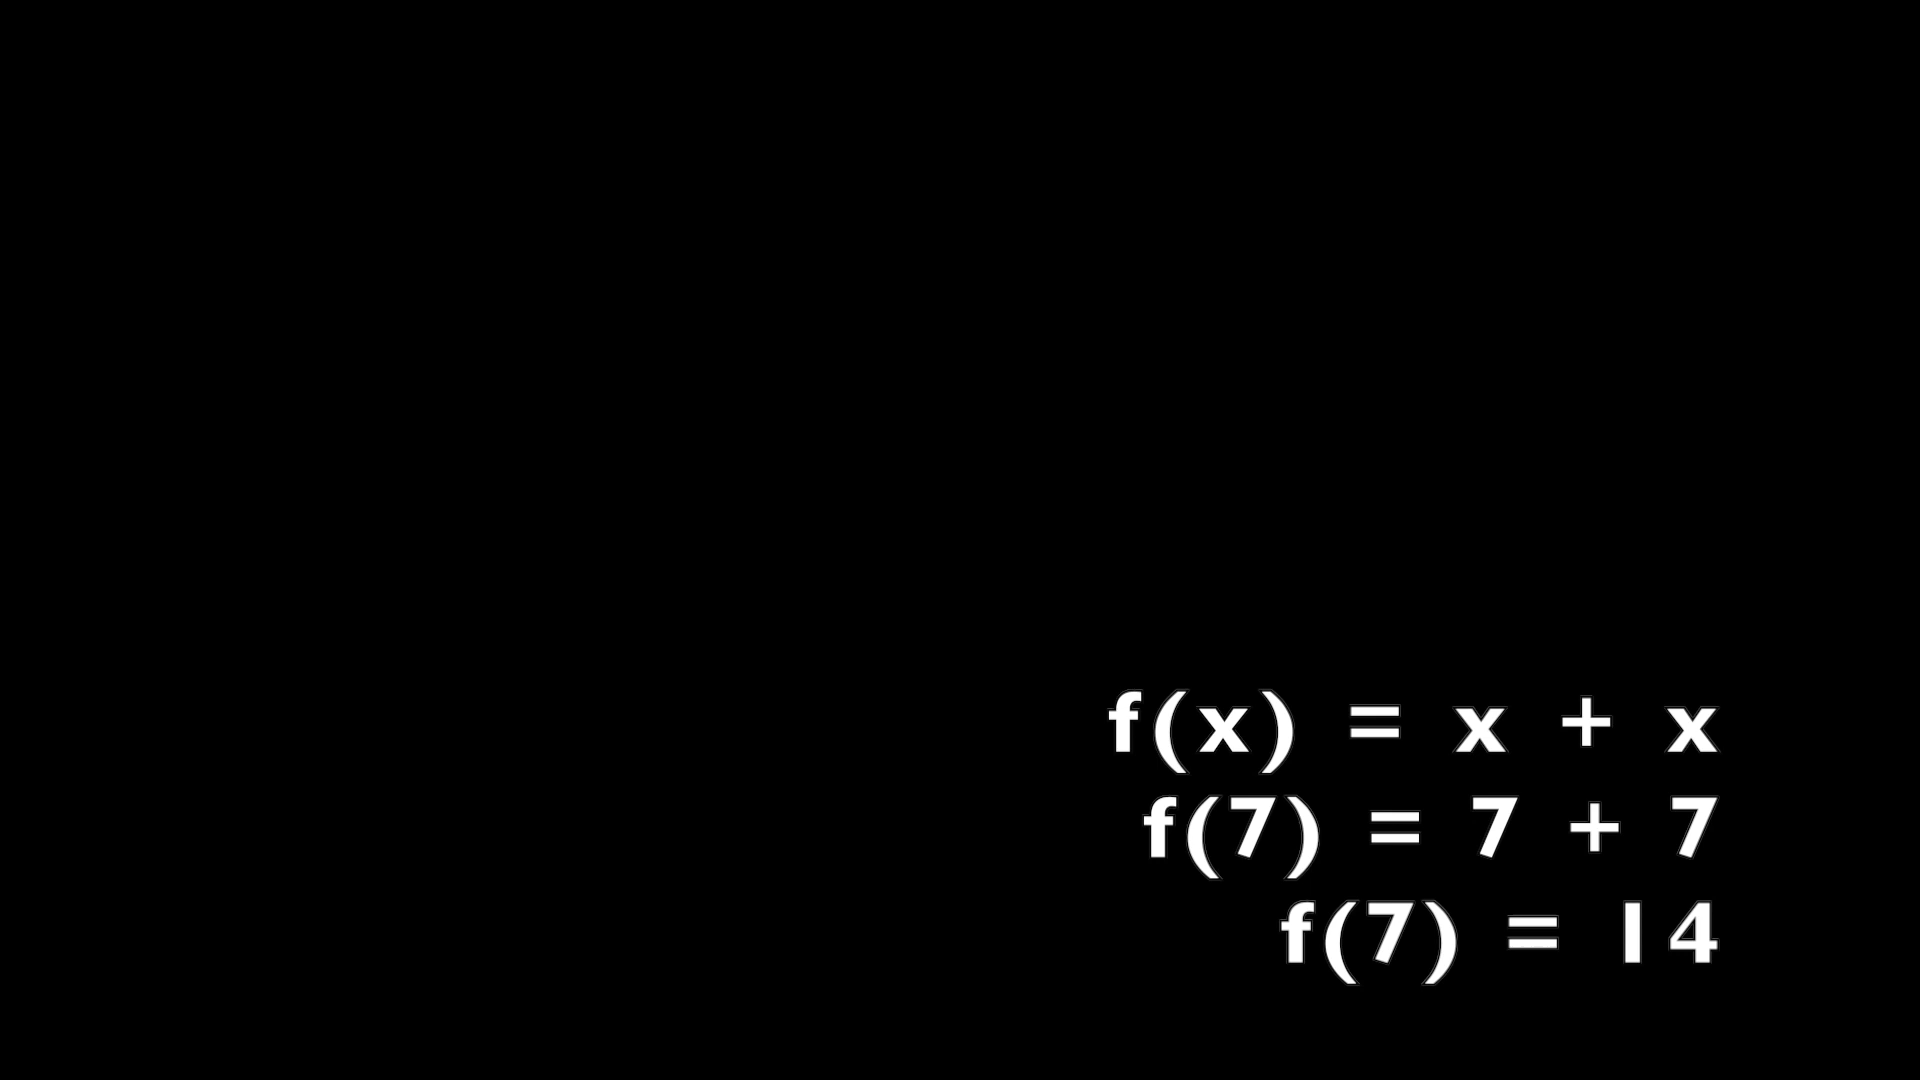 f(x) = x + x
f(7) = 7 + 7
f(7) = 14